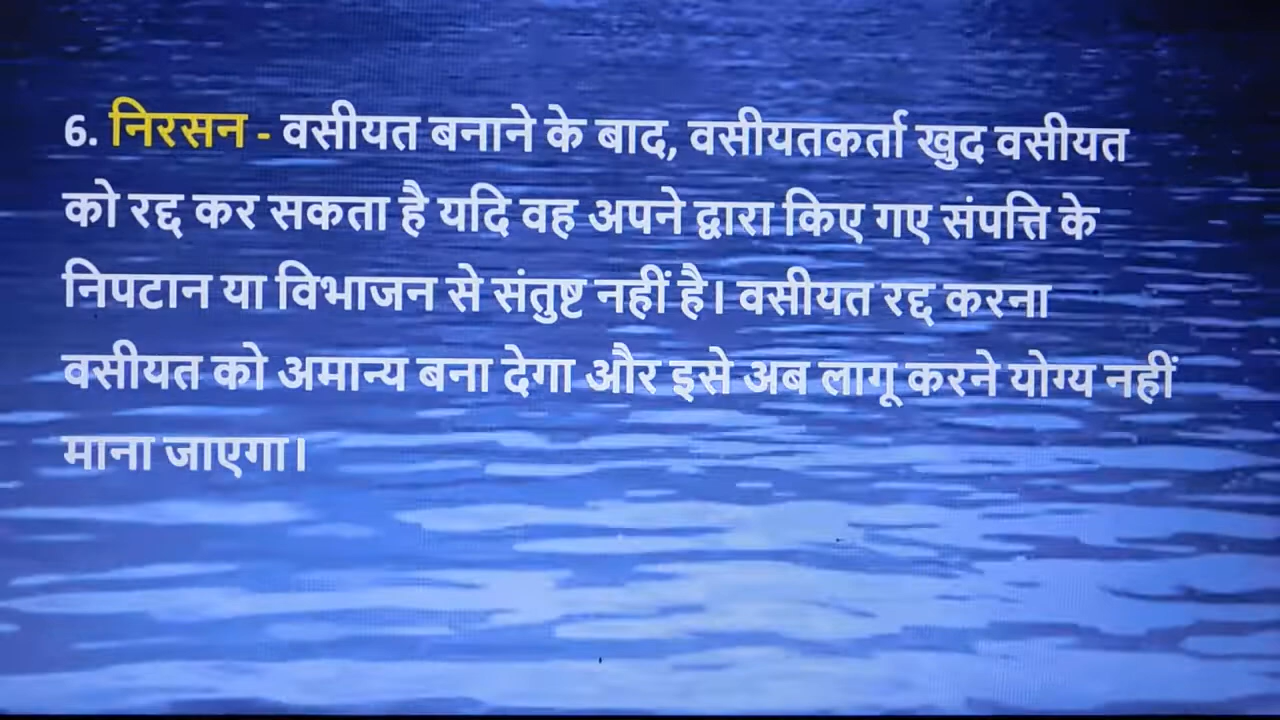 6. निरसन - वसीयत बनाने के बाद, वसीयतकर्ता खुद वसीयत
को रद्द कर सकता है यदि वह अपने द्वारा किए गए संपत्ति के
निपटान या विभाजन से संतुष्ट नहीं है। वसीयत रद्द करना
वसीयत को अमान्य बना देगा और इसे अब लागू करने योग्य नहीं
माना जाएगा।